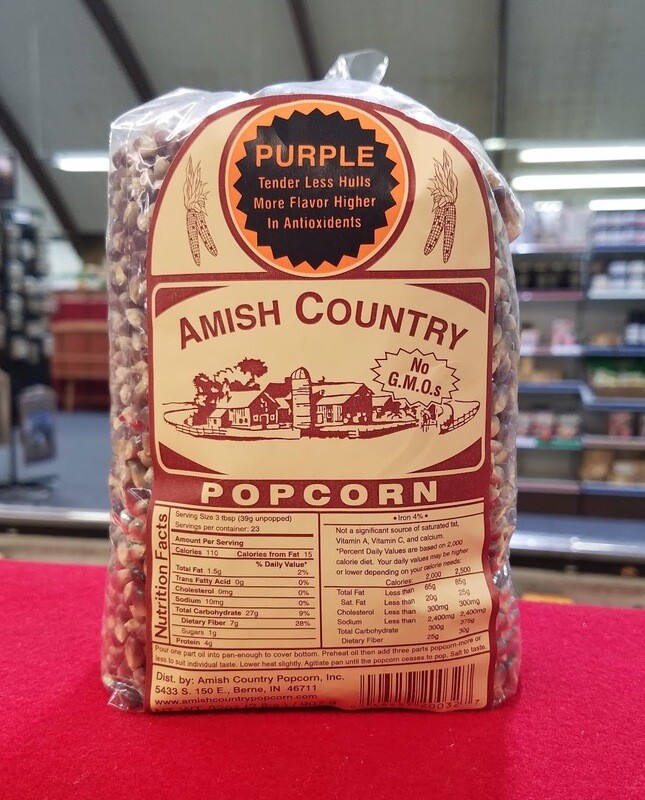 PURPLE
Tender Less Hulls
More Flavor Higher
In Antioxidents
AMISH COUNTRY
No
G.M.O.s
POPCORN
Nutrition Facts
Serving Size 3 tbsp (39g unpopped)
Servings per container: 23
Amount Per Serving
Calories 110 Calories from Fat 15
% Daily Value*
Total Fat 1.5g 2%
Trans Fatty Acid 0g 0%
Cholesterol 0mg 0%
Sodium 10mg 0%
Total Carbohydrate 27g 9%
Dietary Fiber 7g 28%
Sugars 1g
Protein 4g
• Iron 4% •
Not a significant source of saturated fat,
Vitamin A, Vitamin C, and calcium.
*Percent Daily Values are based on 2,000
calorie diet. Your daily values may be higher
or lower depending on your calorie needs:
Calories: 2,000 2,500
Total Fat Less than 65g 85g
Sat. Fat Less than 20g 25g
Cholesterol Less than 300mg 300mg
Sodium Less than 2,400mg 2,400mg
Total Carbohydrate 300g 375g
Dietary Fiber 25g 30g
Pour one part oil into pan-enough to cover bottom. Preheat oil then add three parts popcorn-more or
less to suit individual taste. Lower heat slightly. Agitiate pan until the popcorn ceases to pop. Salt to taste.
Dist. by: Amish Country Popcorn, Inc.
5433 S. 150 E., Berne, IN 46711
www.amishcountrypopcorn.com